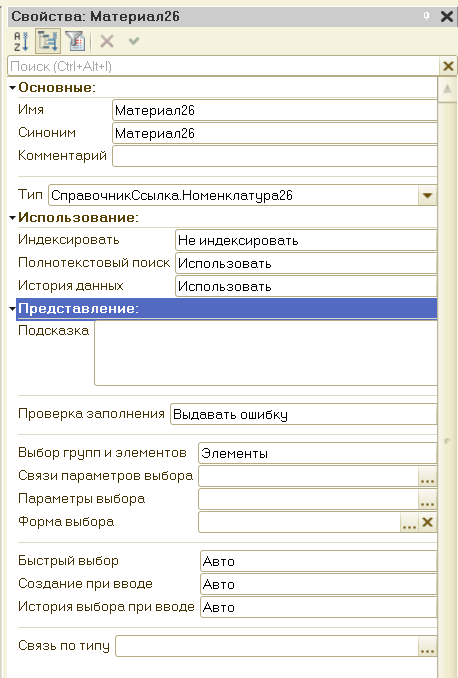 Свойства: Материал26
Поиск (Ctrl+Alt+I)
Основные:
Имя Материал26
Синоним Материал26
Комментарий
Тип СправочникСсылка.Номенклатура26
Использование:
Индексировать Не индексировать
Полнотекстовый поиск Использовать
История данных Использовать
Представление:
Подсказка
Проверка заполнения Выдавать ошибку
Выбор групп и элементов Элементы
Связи параметров выбора ...
Параметры выбора ...
Форма выбора ...
Быстрый выбор Авто
Создание при вводе Авто
История выбора при вводе Авто
Связь по типу ...